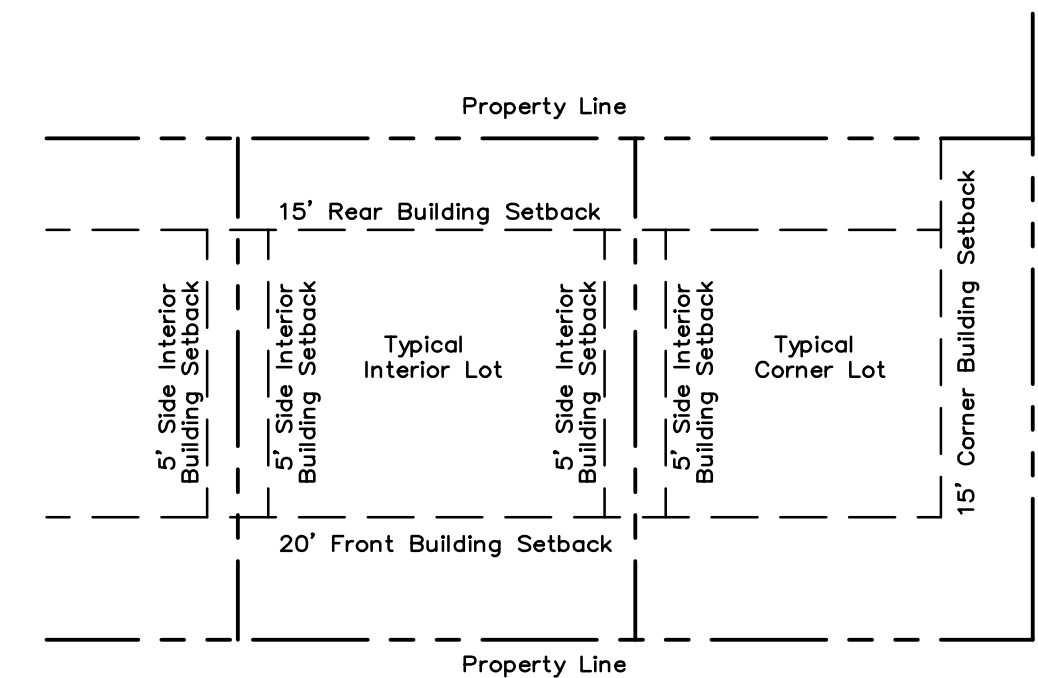 Property Line
15' Rear Building Setback
5' Side Interior
Building Setback
5' Side Interior
Building Setback
Typical
Interior Lot
5' Side Interior
Building Setback
5' Side Interior
Building Setback
Typical
Corner Lot
15' Corner Building Setback
20' Front Building Setback
Property Line